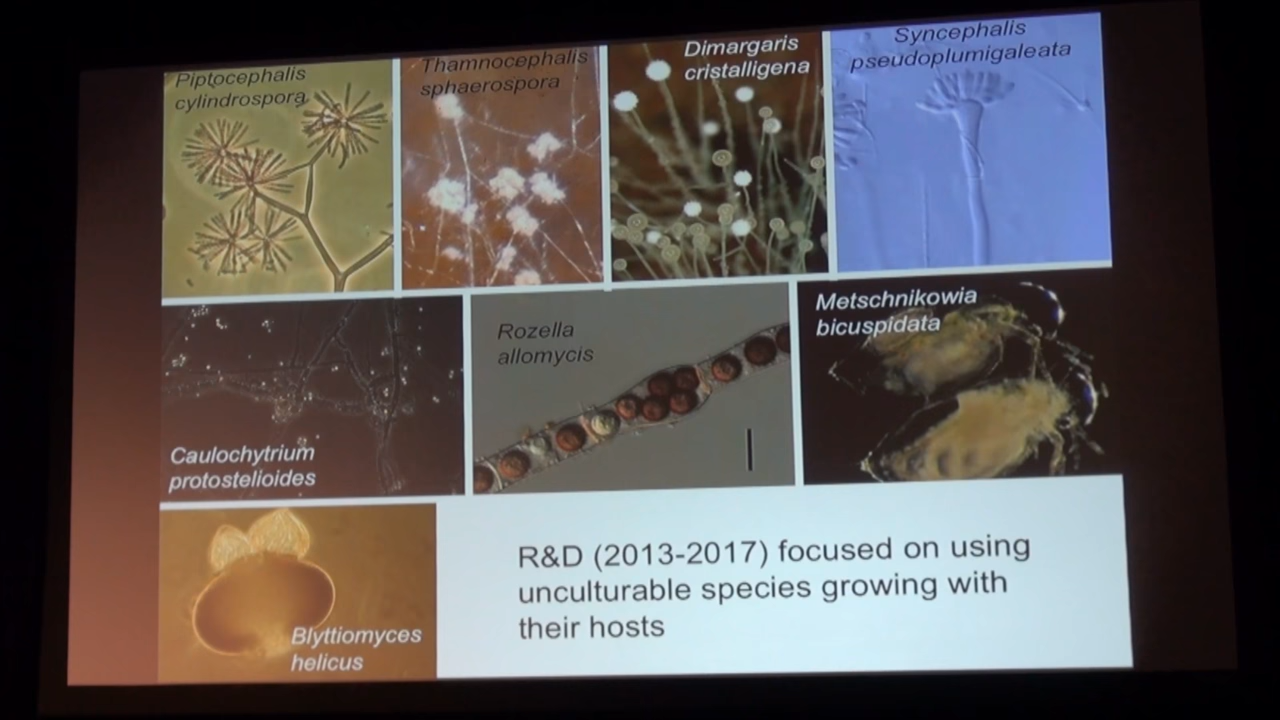 Piptocephalis
cylindrospora
Thamnocephalis
sphaerospora
Dimargaris
cristalligena
Syncephalis
pseudoplumigaleata
Caulochytrium
protostelioides
Rozella
allomycis
Metschnikowia
bicuspidata
Blyttiomyces
helicus
R&D (2013-2017) focused on using
unculturable species growing with
their hosts